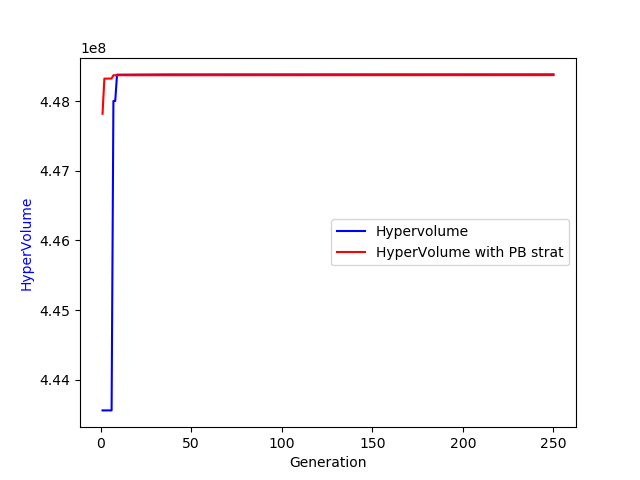 1e8
4.48
4.47
4.46
4.45
4.44
HyperVolume
Hypervolume
HyperVolume with PB strat
0 50 100 150 200 250
Generation